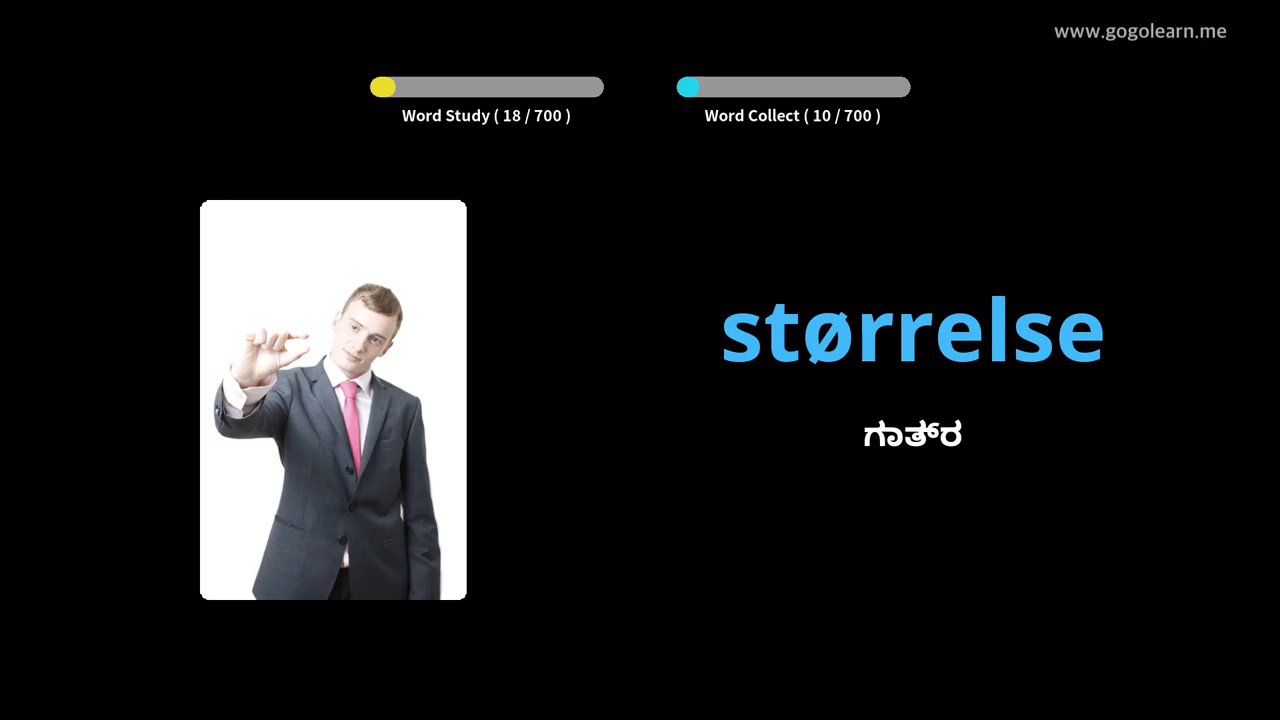 www.gogolearn.me
Word Study ( 18 / 700 )
Word Collect ( 10 / 700 )
størrelse
ಗಾತ್ರ